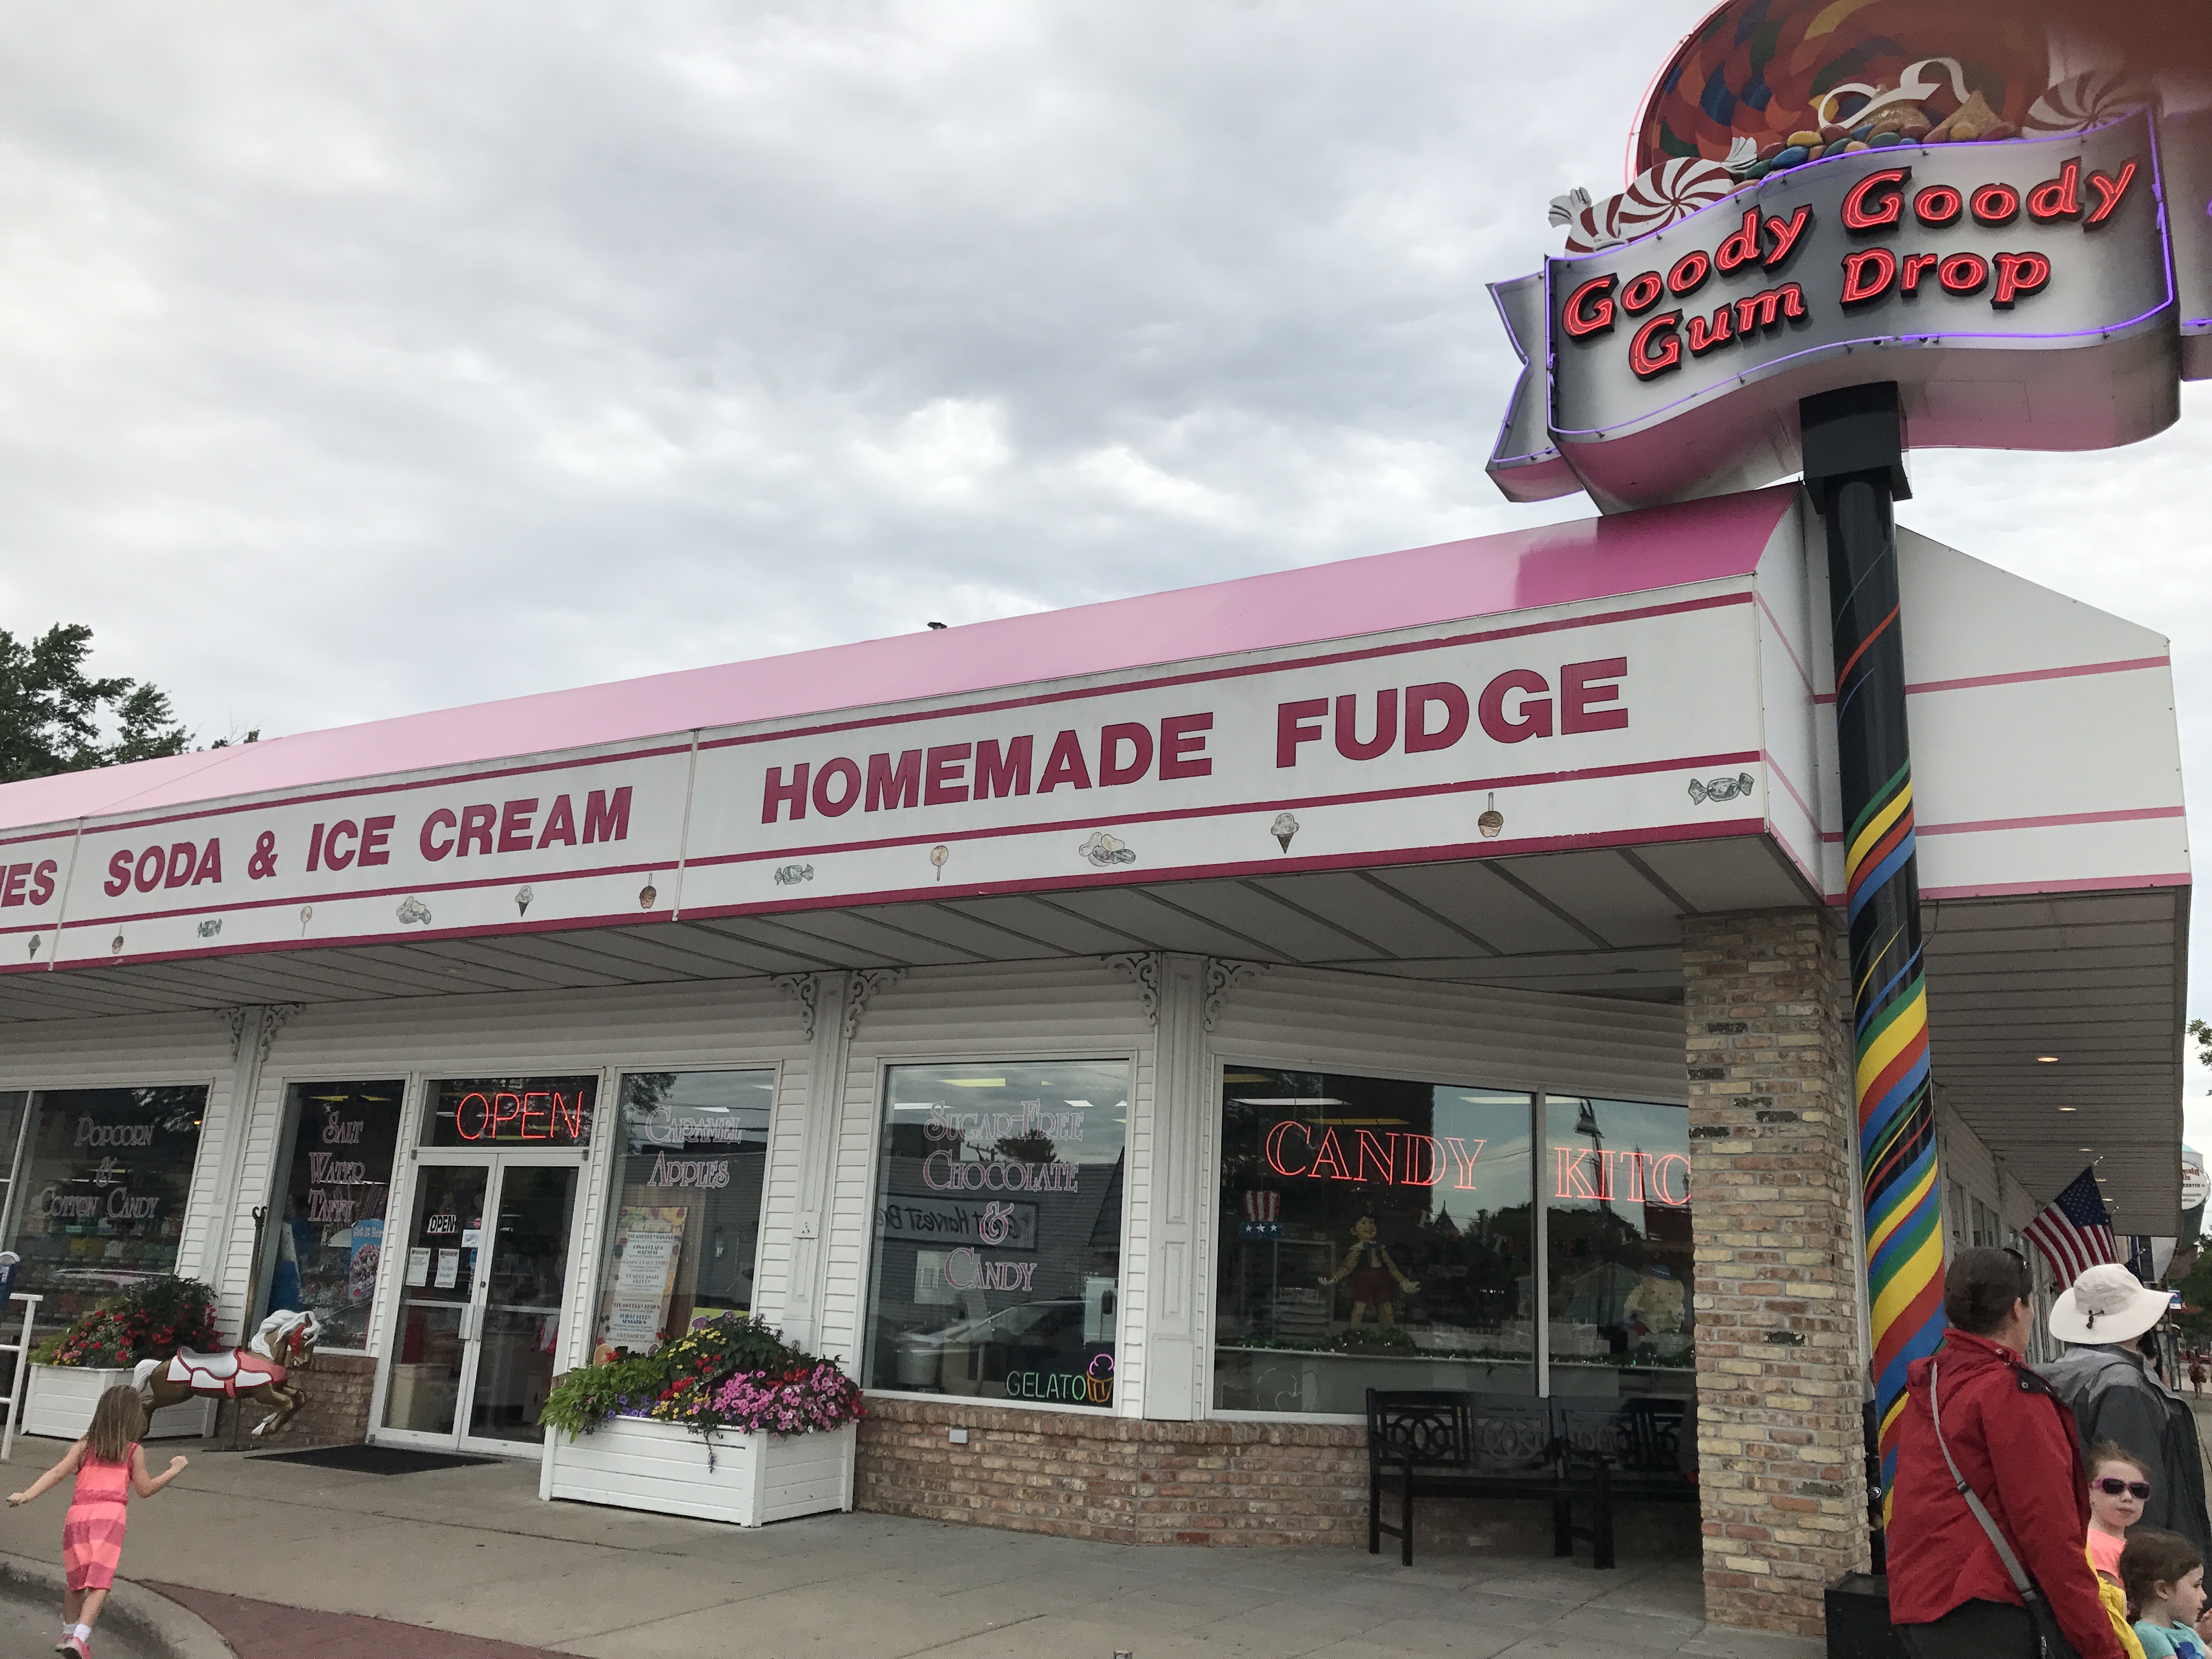 Goody Goody
Gum Drop
IES
SODA & ICE CREAM
HOMEMADE FUDGE
POPCORN
&
COTTON CANDY
SALT
WATER
TAFFY
OPEN
OPEN
CARAMEL
APPLES
SUGAR-FREE
CHOCOLATE
&
CANDY
GELATO
CANDY
KITC